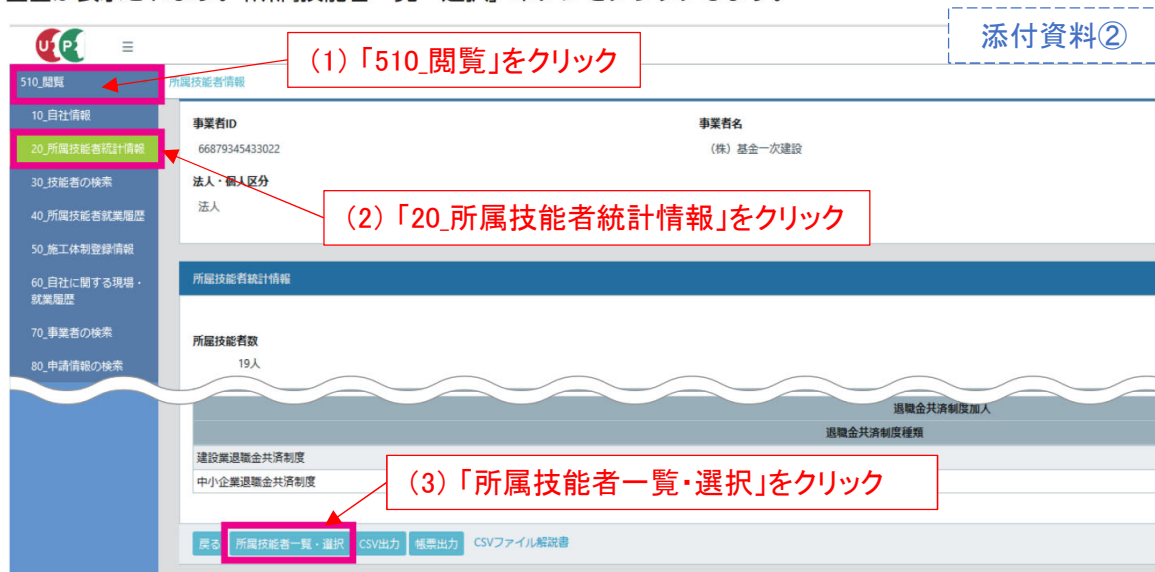 添付資料②
(1)「510_閲覧」をクリック
510_閲覧
所属技能者情報
10_自社情報
20_所属技能者統計情報
30_技能者の検索
40_所属技能者就業履歴
50_施工体制登録情報
60_自社に関する現場・
就業履歴
70_事業者の検索
80_申請情報の検索
事業者ID
事業者名
66879345433022
(株) 基金一次建設
法人・個人区分
法人
(2)「20_所属技能者統計情報」をクリック
所属技能者統計情報
所属技能者数
19人
退職金共済制度加入
退職金共済制度種類
建設業退職金共済制度
中小企業退職金共済制度
(3)「所属技能者一覧・選択」をクリック
戻る 所属技能者一覧・選択 CSV出力 帳票出力 CSVファイル解説書